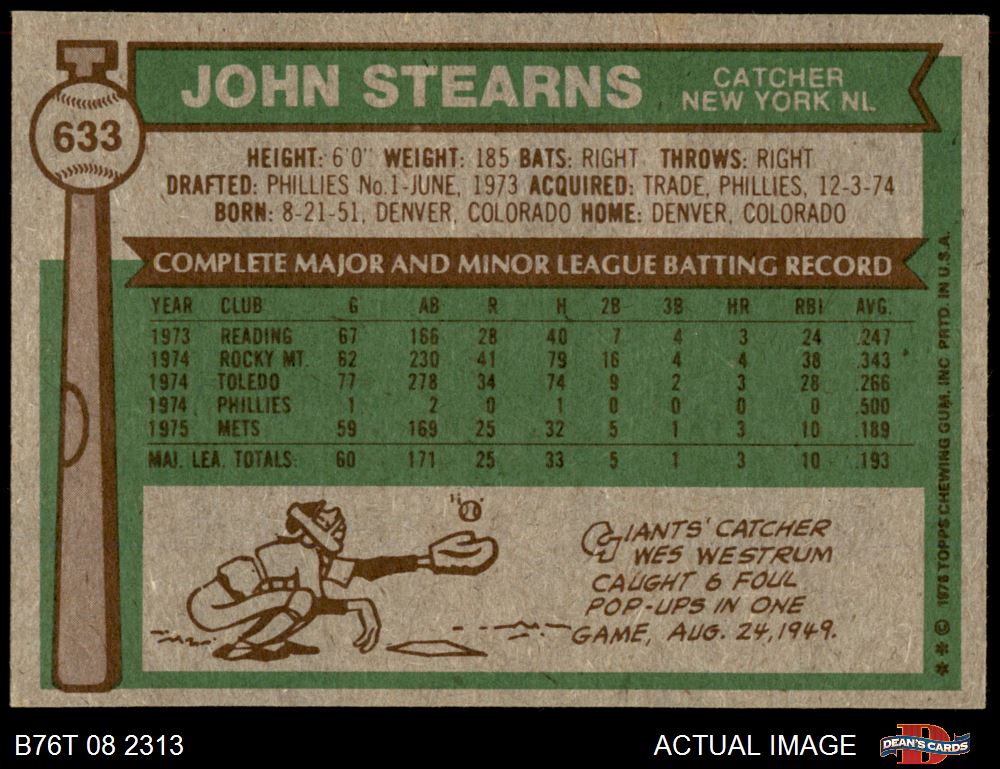 633
JOHN STEARNS
CATCHER
NEW YORK NL
HEIGHT: 6'0" WEIGHT: 185 BATS: RIGHT THROWS: RIGHT
DRAFTED: PHILLIES No.1-JUNE, 1973 ACQUIRED: TRADE, PHILLIES, 12-3-74
BORN: 8-21-51, DENVER, COLORADO HOME: DENVER, COLORADO
COMPLETE MAJOR AND MINOR LEAGUE BATTING RECORD
YEAR CLUB G AB R H 2B 3B HR RBI AVG.
1973 READING 67 166 28 40 7 4 3 24 .247
1974 ROCKY MT. 62 230 41 79 16 4 4 38 .343
1974 TOLEDO 77 278 34 74 9 2 3 28 .266
1974 PHILLIES 1 2 0 1 0 0 0 0 .500
1975 METS 59 169 25 32 5 1 3 10 .189
MAJ. LEA. TOTALS: 60 171 25 33 5 1 3 10 .193
GIANTS' CATCHER
WES WESTRUM
CAUGHT 6 FOUL
POP-UPS IN ONE
GAME, AUG. 24, 1949.
* * © 1976 TOPPS CHEWING GUM, INC. PRTD. IN U.S.A.
B76T 08 2313
ACTUAL IMAGE
DEAN'S CARDS